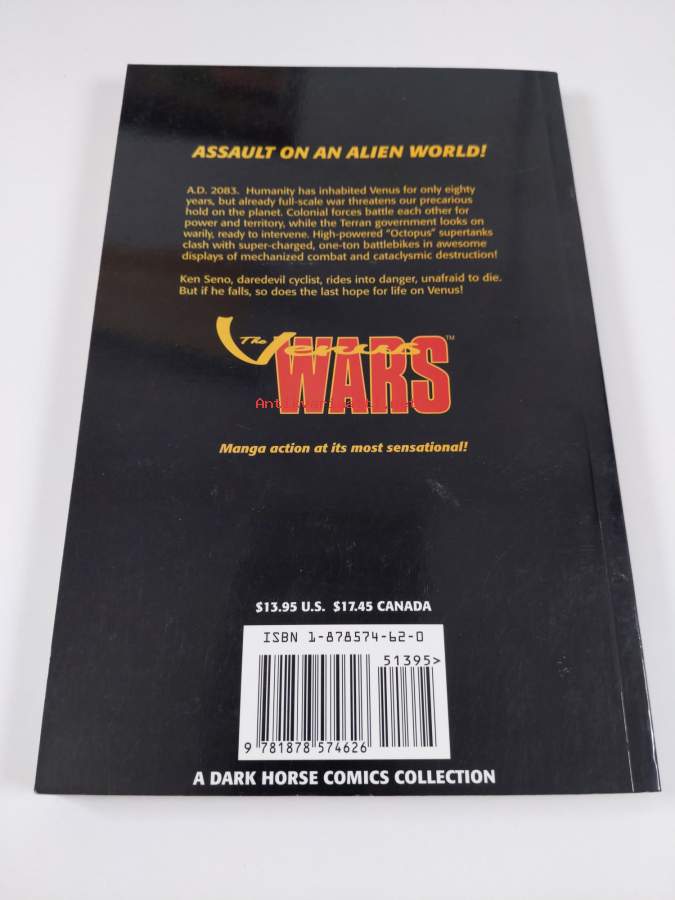 ASSAULT ON AN ALIEN WORLD!
A.D. 2083. Humanity has inhabited Venus for only eighty
years, but already full-scale war threatens our precarious
hold on the planet. Colonial forces battle each other for
power and territory, while the Terran government looks on
warily, ready to intervene. High-powered "Octopus" supertanks
clash with super-charged, one-ton battlebikes in awesome
displays of mechanized combat and cataclysmic destruction!
Ken Seno, daredevil cyclist, rides into danger, unafraid to die.
But if he falls, so does the last hope for life on Venus!
The Venus
WARS™
Manga action at its most sensational!
$13.95 U.S. $17.45 CANADA
ISBN 1-878574-62-0
51395>
9 781878 574626
A DARK HORSE COMICS COLLECTION